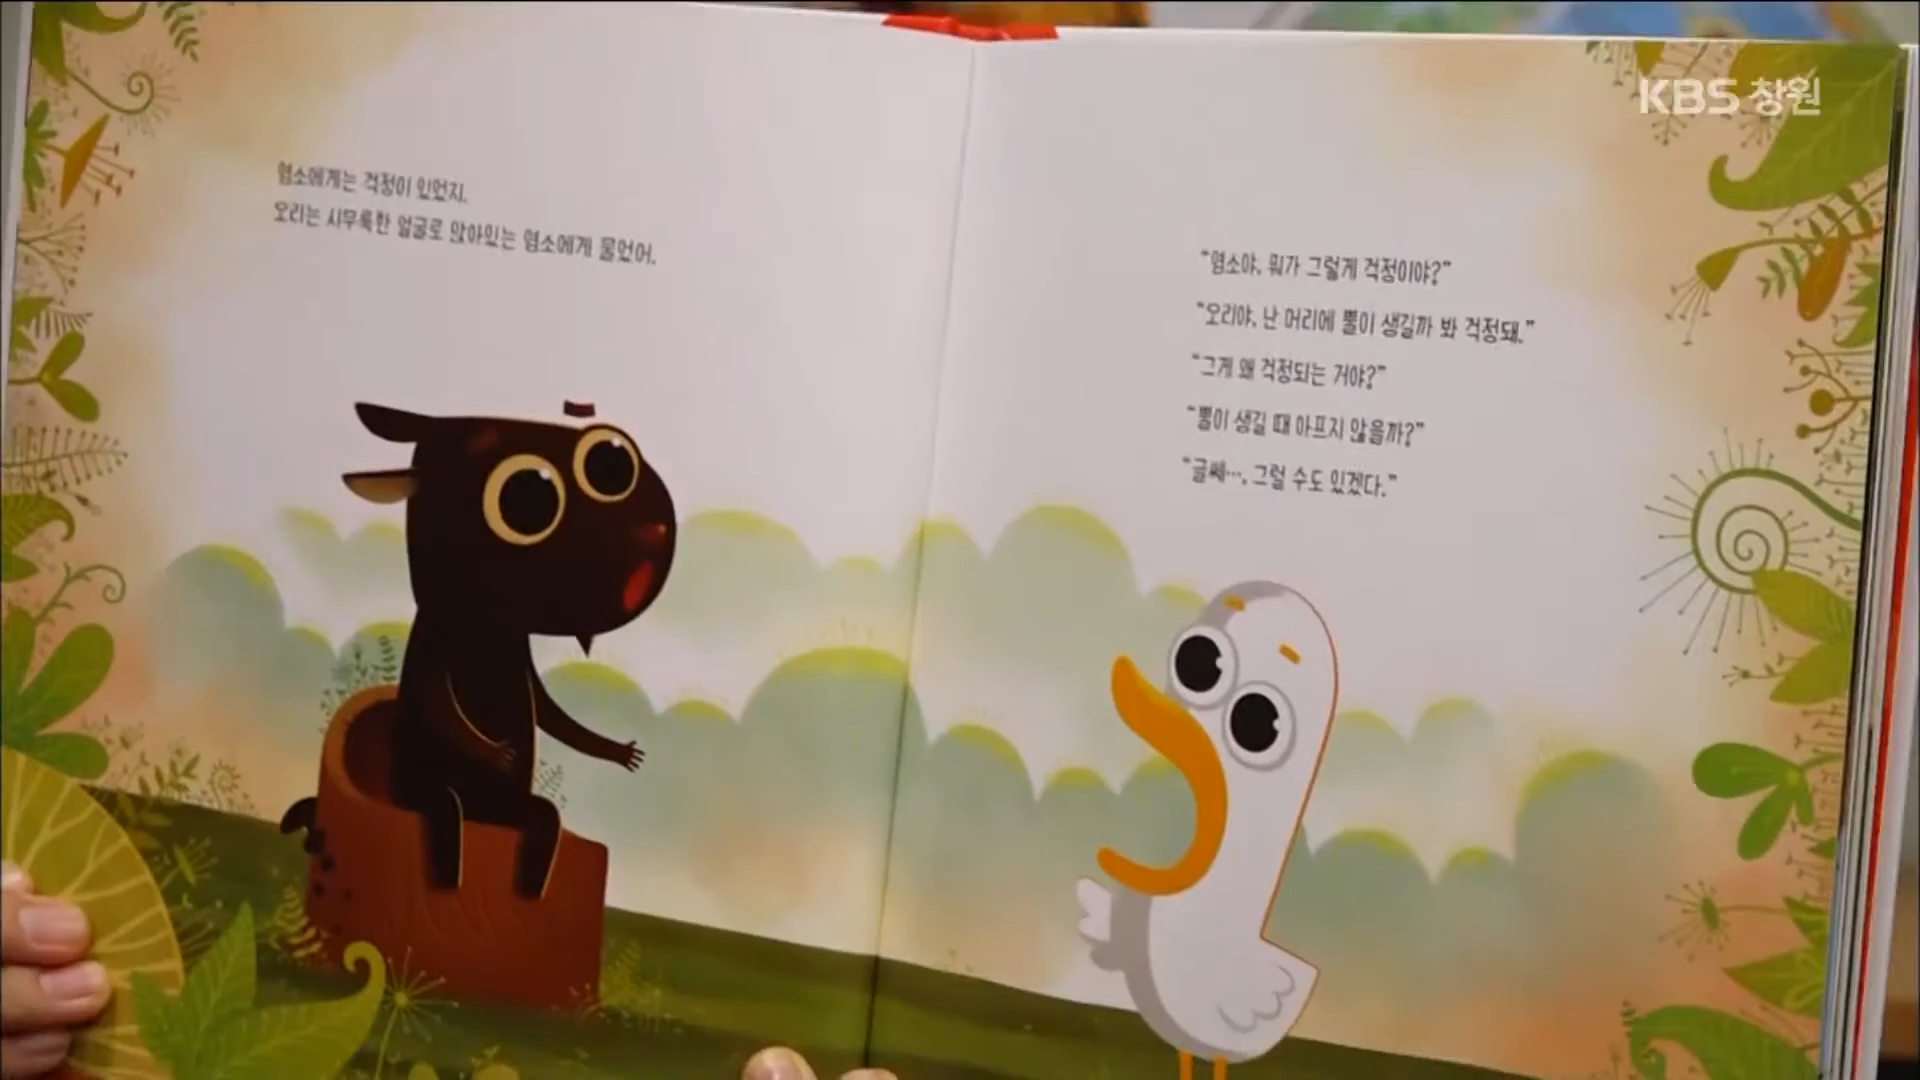 KBS 창원
염소에게는 걱정이 있었지.
오리는 시무룩한 얼굴로 앉아있는 염소에게 물었어.
“염소야, 뭐가 그렇게 걱정이야?”
“오리야, 난 머리에 뿔이 생길까 봐 걱정돼.”
“그게 왜 걱정되는 거야?”
“뿔이 생길 때 아프지 않을까?”
“글쎄…, 그럴 수도 있겠다.”